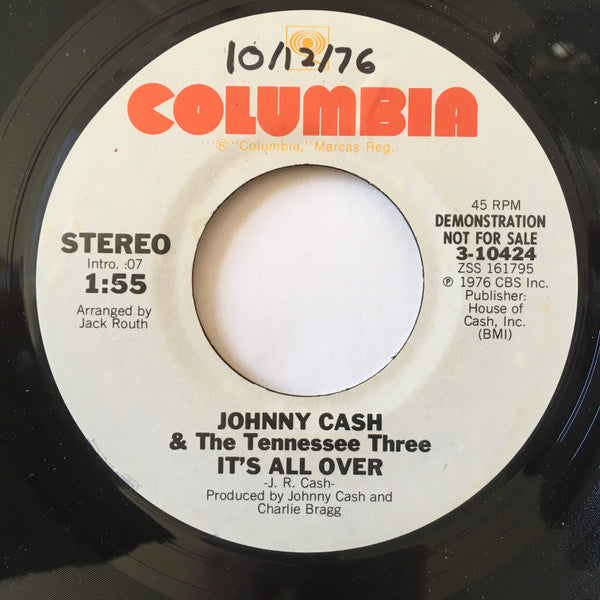 10/12/76
COLUMBIA
® "Columbia," Marcas Reg.
STEREO
Intro. :07
1:55
Arranged by
Jack Routh
45 RPM
DEMONSTRATION
NOT FOR SALE
3-10424
ZSS 161795
℗ 1976 CBS Inc.
Publisher:
House of
Cash, Inc.
(BMI)
JOHNNY CASH
& The Tennessee Three
IT'S ALL OVER
-J. R. Cash-
Produced by Johnny Cash and
Charlie Bragg